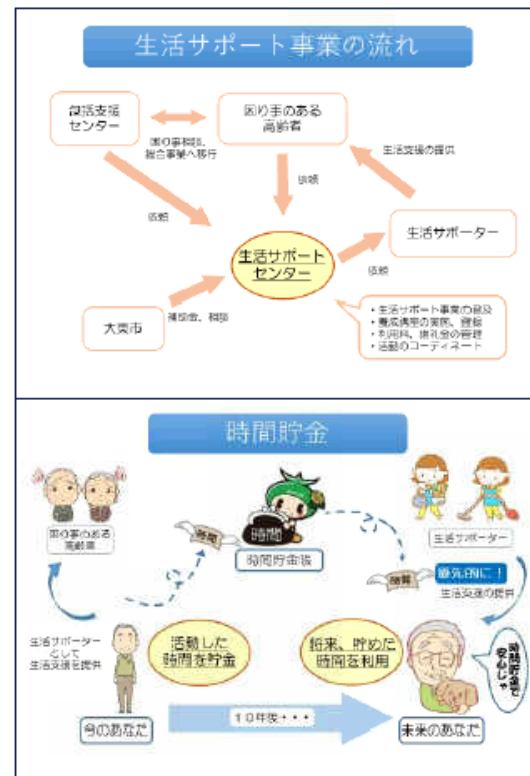 生活サポート事業の流れ
包括支援
センター
困り手のある
高齢者
困り事相談、
総合事業へ移行
生活支援の提供
依頼
依頼
生活サポーター
生活サポート
センター
依頼
大東市
補助金、相談
・生活サポート事業の普及
・養成講座の実施、登録
・利用料、謝礼金の管理
・活動のコーディネート
時間貯金
時間
時間
時間貯金箱
困り事のある
高齢者
生活サポーター
時間
優先的に！
生活支援の提供
生活サポーター
として
生活支援を提供
活動した
時間を貯金
将来、貯めた
時間を利用
時間貯金で
安心じゃ
１０年後・・・
今のあなた
未来のあなた